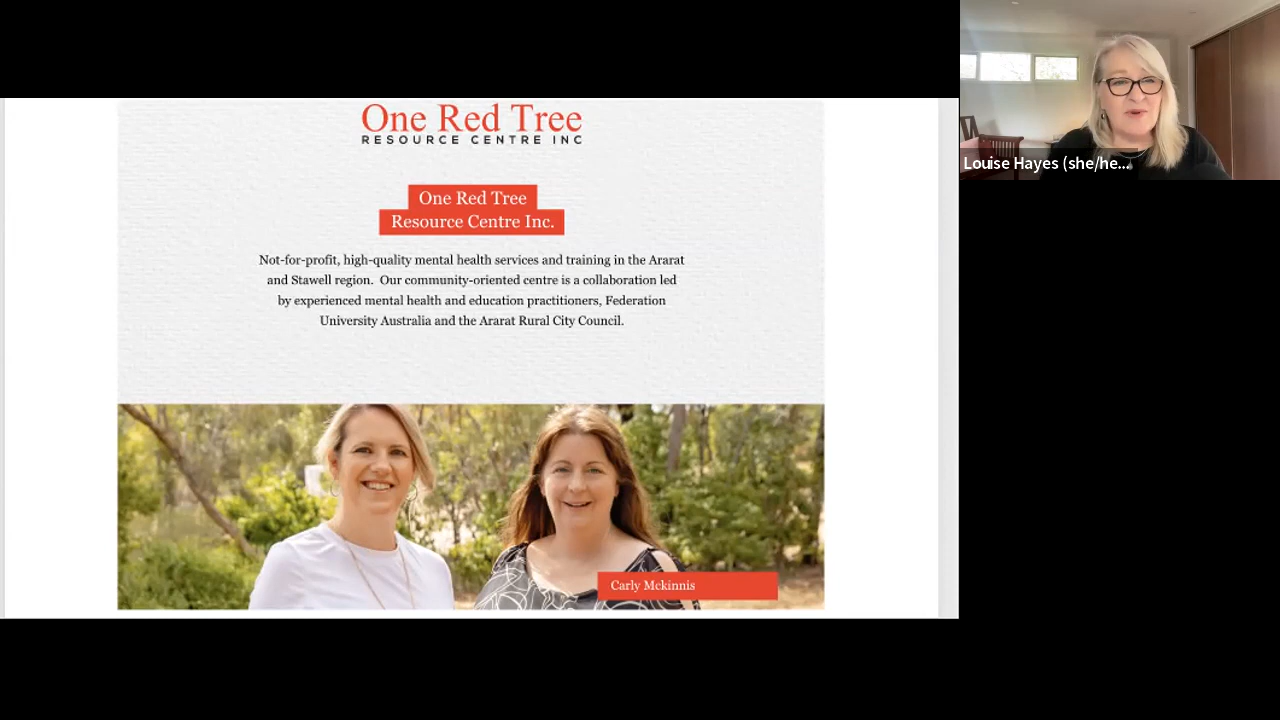 One Red Tree
RESOURCE CENTRE INC
One Red Tree
Resource Centre Inc.
Not-for-profit, high-quality mental health services and training in the Ararat
and Stawell region.  Our community-oriented centre is a collaboration led
by experienced mental health and education practitioners, Federation
University Australia and the Ararat Rural City Council.
Carly Mckinnis
Louise Hayes (she/he...